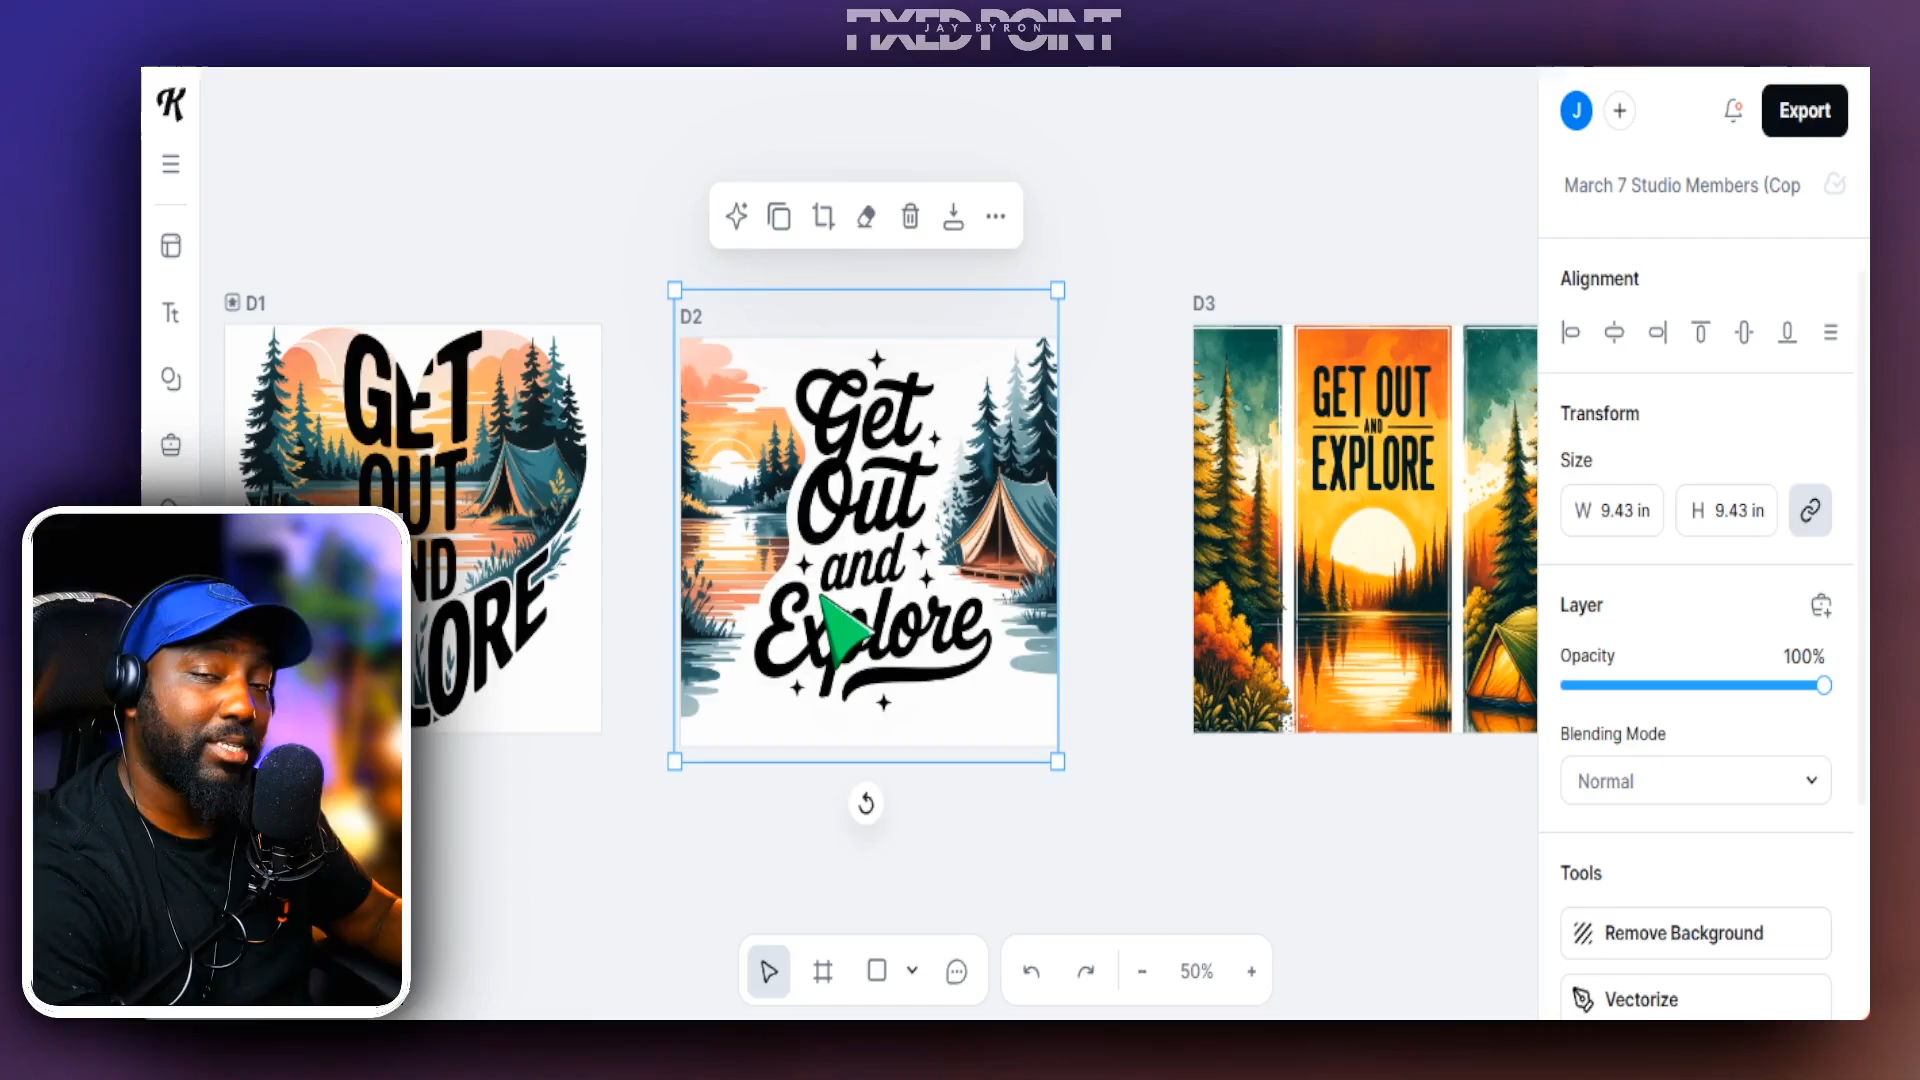 FIXED POINT
JAY BYRON
K
J
+
Export
March 7 Studio Members (Cop
Alignment
Transform
Size
W 9.43 in
H 9.43 in
Layer
Opacity
100%
Blending Mode
Normal
Tools
Remove Background
Vectorize
Tt
D1
GET
OUT
ND
LORE
D2
Get
Out
and
Explore
D3
GET OUT
AND
EXPLORE
- 50% +